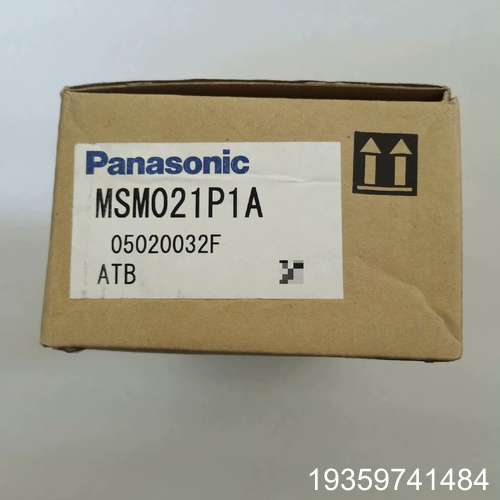 Panasonic
MSM021P1A
05020032F
ATB
19359741484